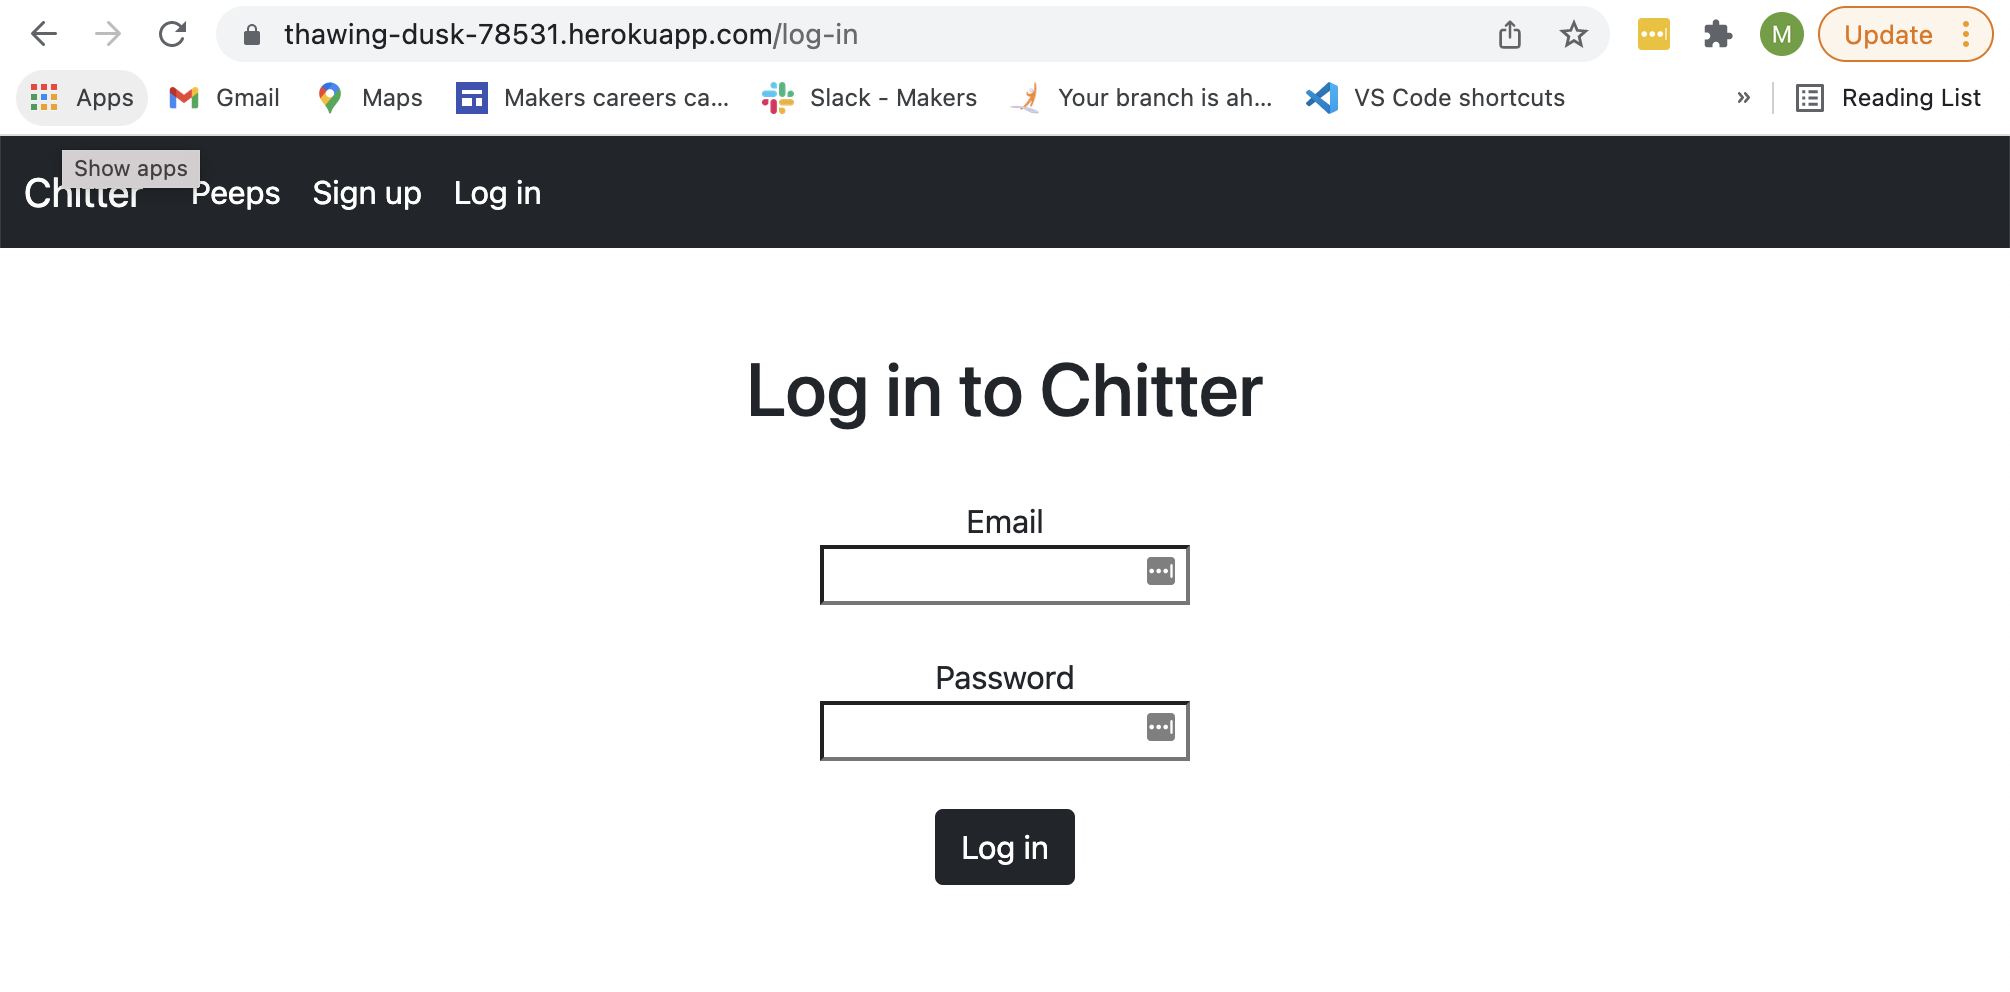 thawing-dusk-78531.herokuapp.com/log-in
M
Update
Apps
Gmail
Maps
Makers careers ca...
Slack - Makers
Your branch is ah...
VS Code shortcuts
»
Reading List
Show apps
Chitter
Peeps
Sign up
Log in
Log in to Chitter
Email
Password
Log in